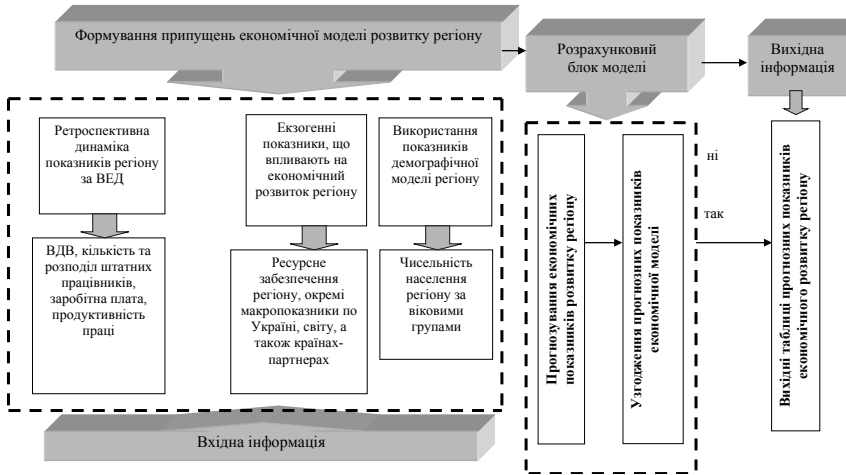 Формування припущень економічної моделі розвитку регіону
Розрахунковий
блок моделі
Вихідна
інформація
Ретроспективна
динаміка
показників регіону
за ВЕД
Екзогенні
показники, що
впливають на
економічний
розвиток регіону
Використання
показників
демографічної
моделі регіону
ВДВ, кількість та
розподіл штатних
працівників,
заробітна плата,
продуктивність
праці
Ресурсне
забезпечення
регіону, окремі
макропоказники по
Україні, світу, а
також країнах-
партнерах
Чисельність
населення
регіону за
віковими
групами
Прогнозування економічних
показників розвитку регіону
Узгодження прогнозних показників
економічної моделі
ні
так
Вихідні таблиці прогнозних показників
економічного розвитку регіону
Вхідна інформація